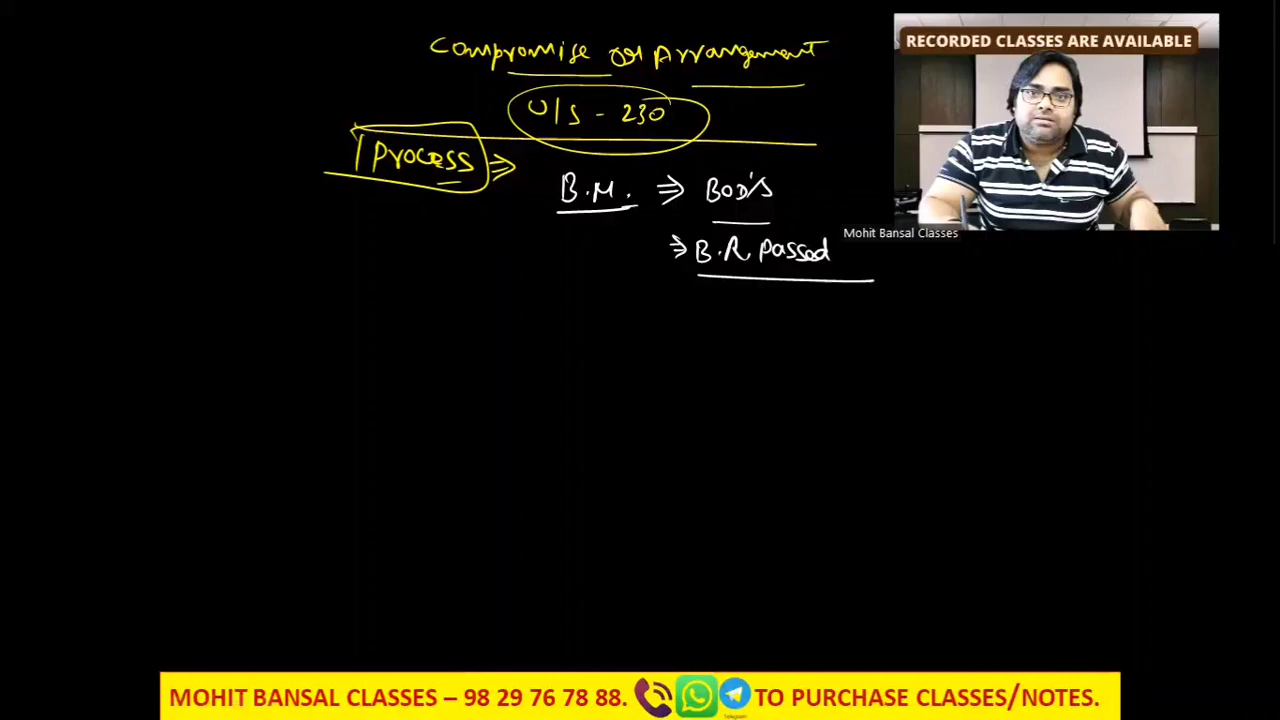 Compromise or Arrangement
U/S - 230
Process ⇒
B.M. ⇒ BOD's
⇒ B.R. passed
RECORDED CLASSES ARE AVAILABLE
Mohit Bansal Classes
MOHIT BANSAL CLASSES – 98 29 76 78 88. TO PURCHASE CLASSES/NOTES.
Telegram